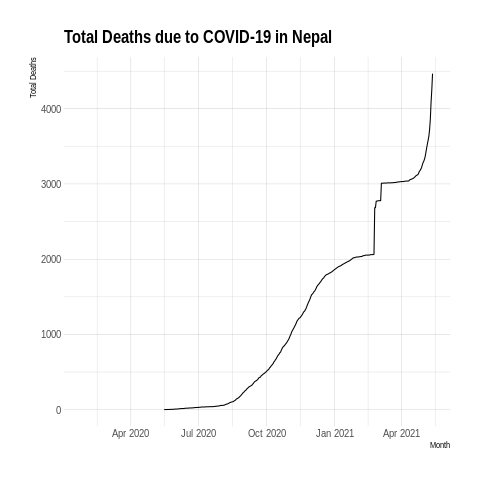 Total Deaths due to COVID-19 in Nepal
Total Deaths
4000
3000
2000
1000
0
Apr 2020 Jul 2020 Oct 2020 Jan 2021 Apr 2021
Month